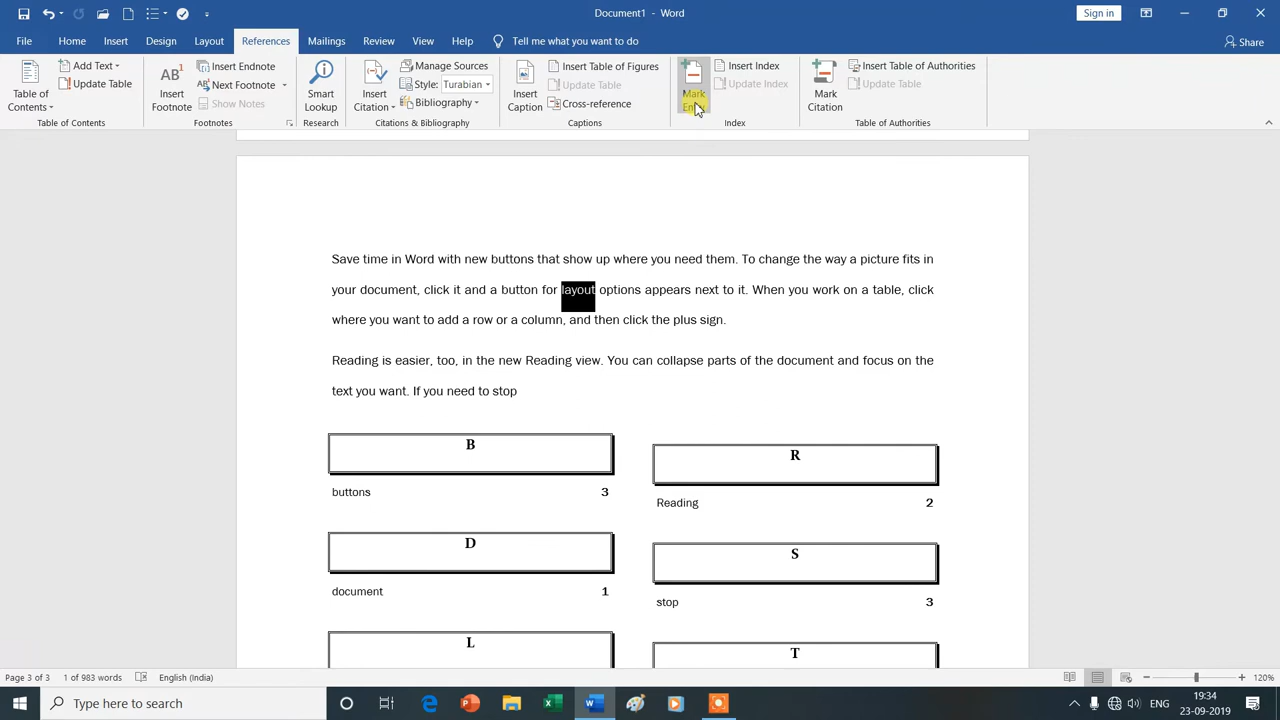 Document1 - Word
Sign in
File Home Insert Design Layout References Mailings Review View Help Tell me what you want to do
Share
Table of
Contents
Add Text
Update Table
Table of Contents
AB1
Insert
Footnote
Insert Endnote
Next Footnote
Show Notes
Footnotes
Smart
Lookup
Research
Insert
Citation
Manage Sources
Style: Turabian
Bibliography
Citations & Bibliography
Insert
Caption
Insert Table of Figures
Update Table
Cross-reference
Captions
Mark
Entry
Insert Index
Update Index
Index
Mark
Citation
Insert Table of Authorities
Update Table
Table of Authorities
Save time in Word with new buttons that show up where you need them. To change the way a picture fits in
your document, click it and a button for layout options appears next to it. When you work on a table, click
where you want to add a row or a column, and then click the plus sign.
Reading is easier, too, in the new Reading view. You can collapse parts of the document and focus on the
text you want. If you need to stop
B
buttons 3
D
document 1
L
R
Reading 2
S
stop 3
T
Page 3 of 3 1 of 983 words English (India)
120%
Type here to search
ENG
19:34
23-09-2019